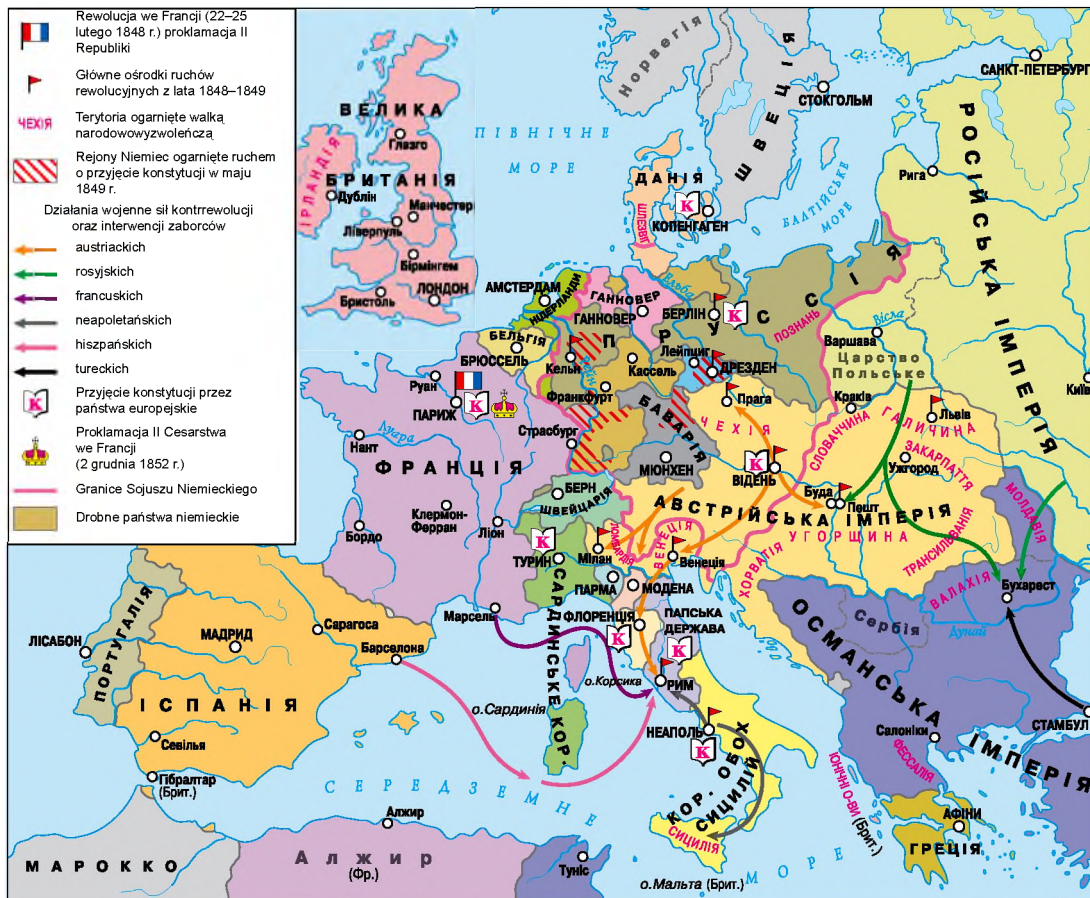 Rewolucja we Francji (22–25
lutego 1848 r.) proklamacja II
Republiki
Główne ośrodki ruchów
rewolucyjnych z lata 1848–1849
ЧЕХІЯ
Terytoria ogarnięte walką
narodowowyzwoleńczą
Rejony Niemiec ogarnięte ruchem
o przyjęcie konstytucji w maju
1849 r.
Działania wojenne sił kontrrewolucji
oraz interwencji zaborców
austriackich
rosyjskich
francuskich
neapoletańskich
hiszpańskich
tureckich
K
Przyjęcie konstytucji przez
państwa europejskie
Proklamacja II Cesarstwa
we Francji
(2 grudnia 1852 r.)
Granice Sojuszu Niemieckiego
Drobne państwa niemieckie
Норвегія
ШВЕЦІЯ
СТОКГОЛЬМ
САНКТ-ПЕТЕРБУРГ
РОСІЙСЬКА ІМПЕРІЯ
ВЕЛИКА
БРИТАНІЯ
Глазго
ІРЛАНДІЯ
Дублін
Манчестер
Ліверпуль
Бірмінгем
Бристоль
ЛОНДОН
ПІВНІЧНЕ
МОРЕ
ДАНІЯ
ШЛЕЗВІГ
K
КОПЕНГАГЕН
БАЛТІЙСЬКЕ
МОРЕ
Рига
АМСТЕРДАМ
НІДЕРЛАНДИ
ГАННОВЕР
ГАННОВЕР
Ельба
БЕРЛІН
K
ПРУССІЯ
ПОЗНАНЬ
Вісла
Варшава
Царство
Польське
Київ
БЕЛЬГІЯ
БРЮССЕЛЬ
Кельн
Рейн
Кассель
Лейпциг
ДРЕЗДЕН
Франкфурт
Руан
ПАРИЖ
K
Страсбург
БАВАРІЯ
МЮНХЕН
Прага
ЧЕХІЯ
Краків
СЛОВАЧЧИНА
Львів
ГАЛИЧИНА
ЗАКАРПАТТЯ
Ужгород
K
ВІДЕНЬ
Буда
Пешт
МОЛДАВІЯ
Нант
Луара
ФРАНЦІЯ
Клермон-
Ферран
Ліон
Бордо
БЕРН
ШВЕЙЦАРІЯ
АВСТРІЙСЬКА ІМПЕРІЯ
УГОРЩИНА
ТРАНСИЛЬВАНІЯ
ХОРВАТІЯ
K
ТУРИН
Мілан
ЛОМБАРДІЯ
ВЕНЕЦІЯ
Венеція
ПАРМА
МОДЕНА
САРДИНСЬКЕ КОР.
Марсель
ФЛОРЕНЦІЯ
K
ПАПСЬКА
ДЕРЖАВА
K
РИМ
о.Корсика
о.Сардинія
НЕАПОЛЬ
K
КОР. ОБОХ
СИЦИЛІЙ
СИЦИЛІЯ
ВАЛАХІЯ
Бухарест
Дунай
Сербія
ОСМАНСЬКА ІМПЕРІЯ
СТАМБУЛ
Салоніки
ФЕССАЛІЯ
ІОНІЧНІ О-ВИ (Брит.)
АФІНИ
ГРЕЦІЯ
ПОРТУГАЛІЯ
ЛІСАБОН
МАДРИД
Сарагоса
Барселона
ІСПАНІЯ
Севілья
Гібралтар
(Брит.)
СЕРЕДЗЕМНЕ
МОРЕ
МАРОККО
Алжир
Алжир
(Фр.)
Туніс
о.Мальта (Брит.)